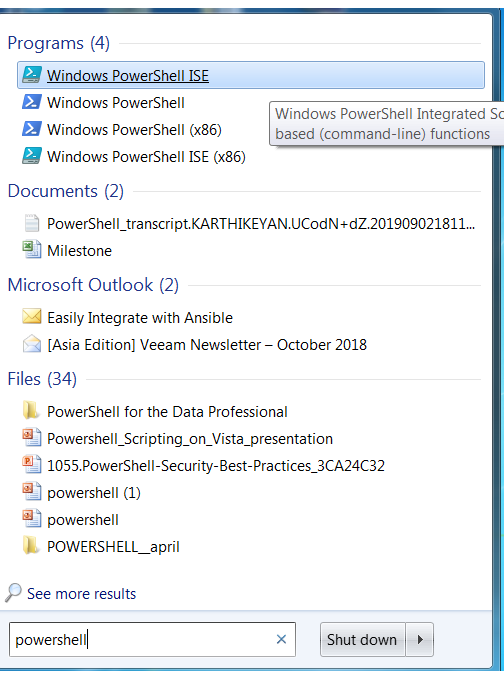 Programs (4)
Windows PowerShell ISE
Windows PowerShell
Windows PowerShell Integrated Sc
based (command-line) functions
Windows PowerShell (x86)
Windows PowerShell ISE (x86)
Documents (2)
PowerShell_transcript.KARTHIKEYAN.UCodN+dZ.201909021811...
Milestone
Microsoft Outlook (2)
Easily Integrate with Ansible
[Asia Edition] Veeam Newsletter – October 2018
Files (34)
PowerShell for the Data Professional
Powershell_Scripting_on_Vista_presentation
1055.PowerShell-Security-Best-Practices_3CA24C32
powershell (1)
powershell
POWERSHELL__april
See more results
powershell
Shut down